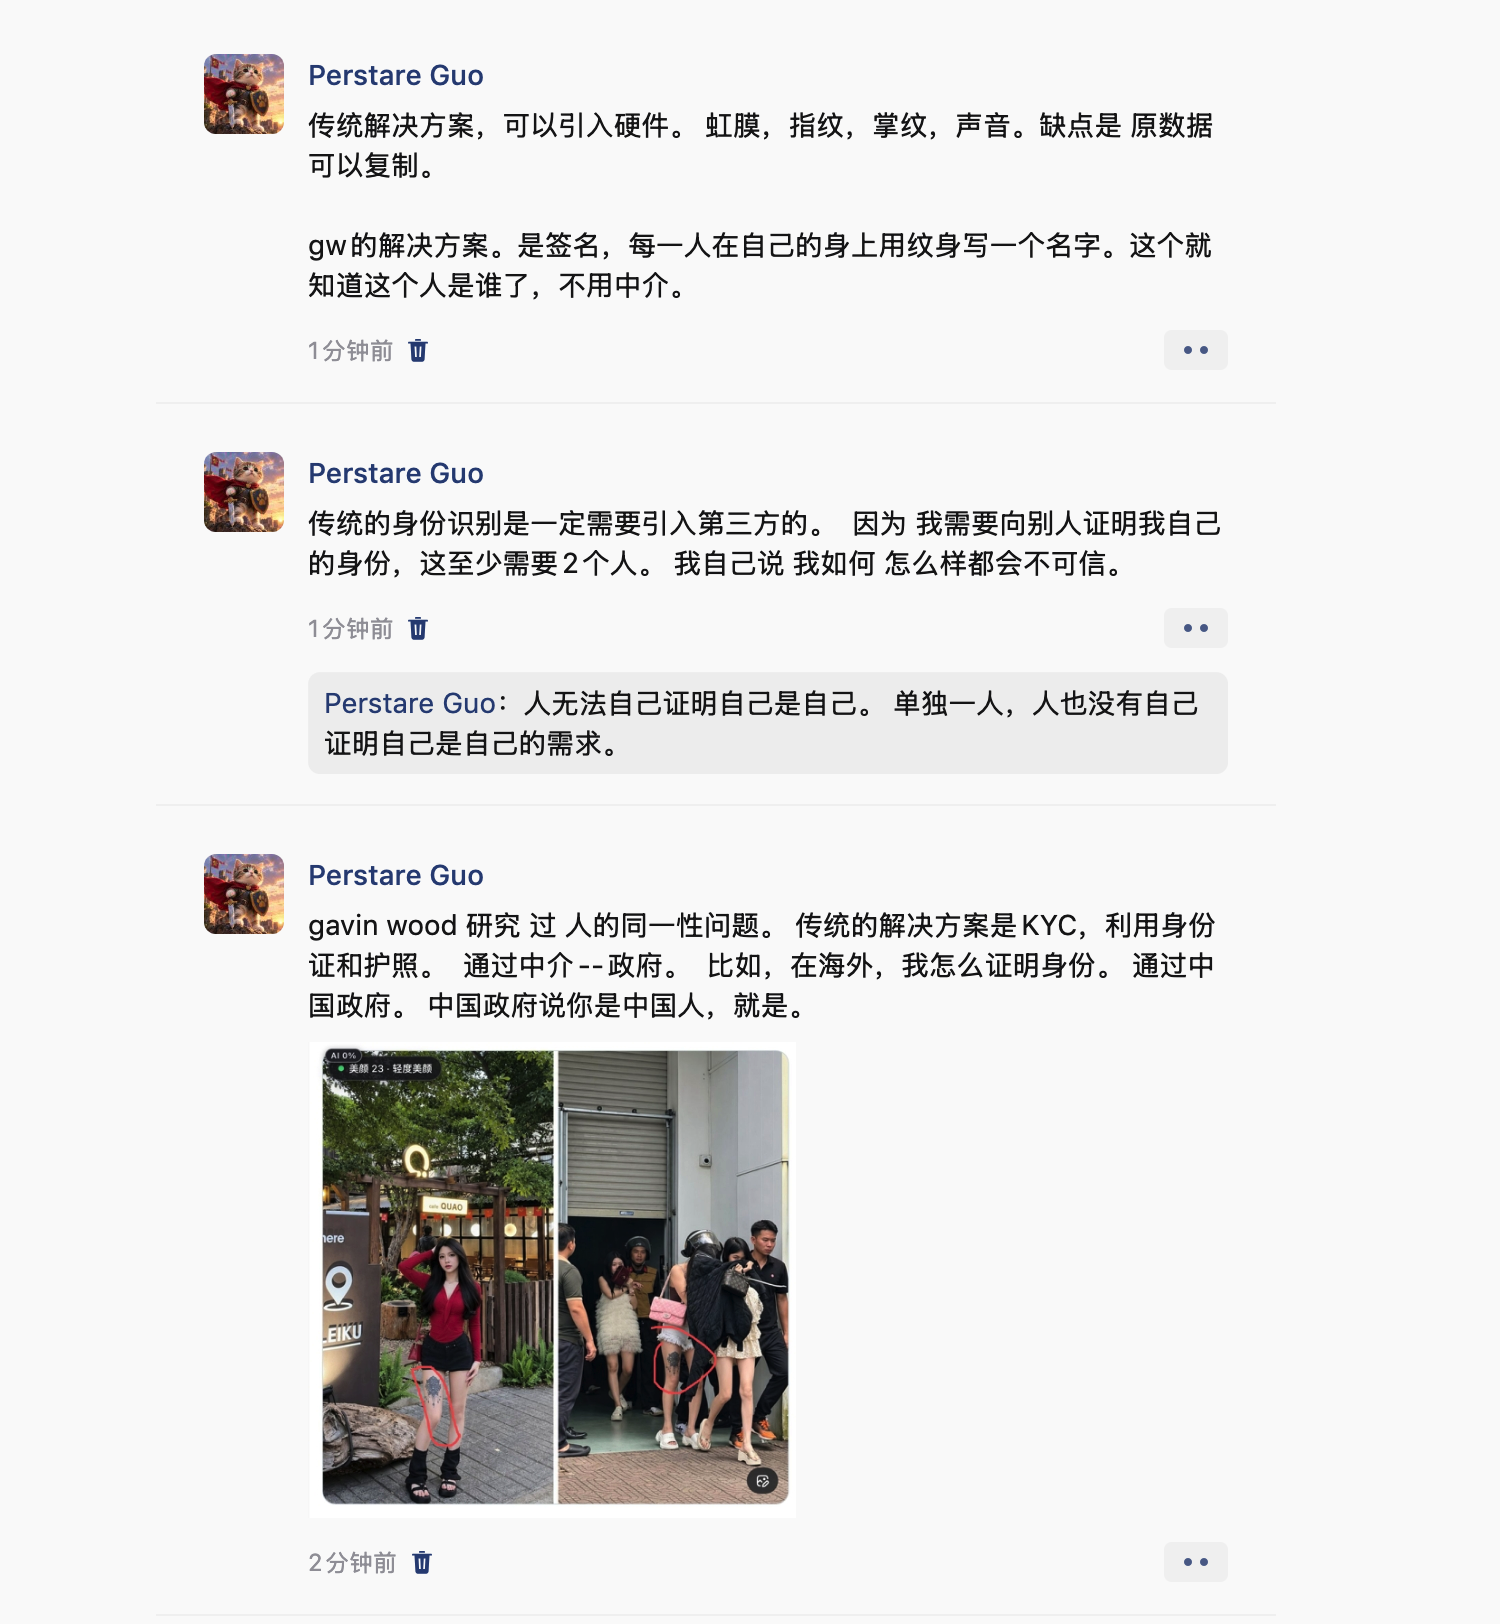 Perstare Guo
传统解决方案，可以引入硬件。 虹膜，指纹，掌纹，声音。缺点是 原数据
可以复制。
gw的解决方案。是签名，每一人在自己的身上用纹身写一个名字。这个就
知道这个人是谁了，不用中介。
1分钟前
Perstare Guo
传统的身份识别是一定需要引入第三方的。 因为 我需要向别人证明我自己
的身份，这至少需要2个人。 我自己说 我如何 怎么样都会不可信。
1分钟前
Perstare Guo：人无法自己证明自己是自己。 单独一人，人也没有自己
证明自己是自己的需求。
Perstare Guo
gavin wood 研究 过 人的同一性问题。 传统的解决方案是KYC，利用身份
证和护照。 通过中介--政府。 比如，在海外，我怎么证明身份。 通过中
国政府。 中国政府说你是中国人，就是。
AI 0%
美颜 23 · 轻度美颜
QUAO
here
LEIKU
2分钟前